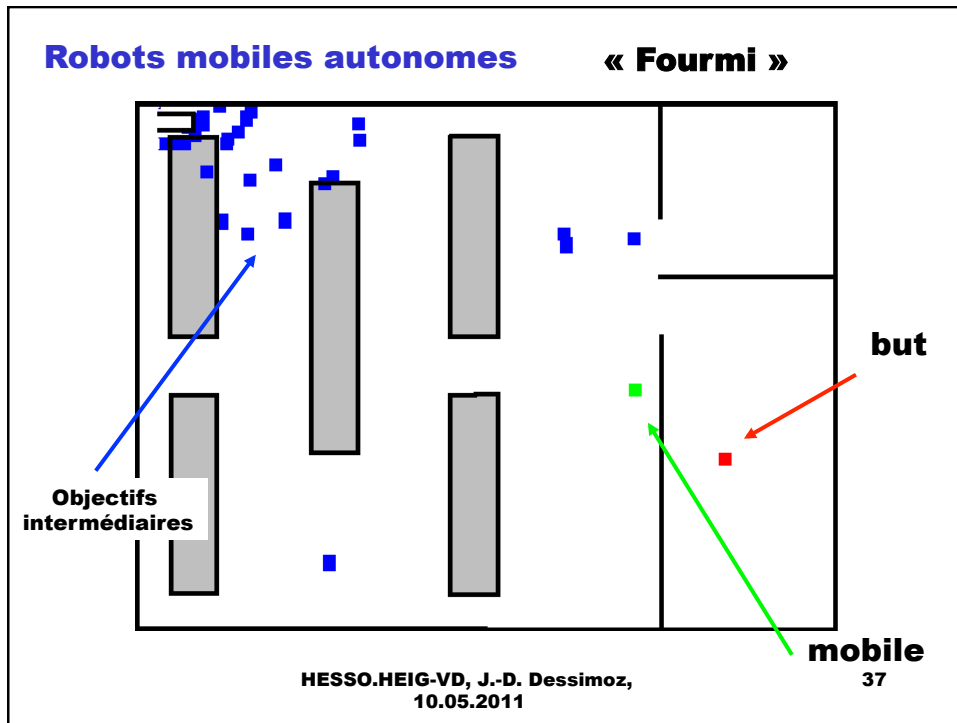 Robots mobiles autonomes « Fourmi »
but
Objectifs
intermédiaires
mobile
HESSO.HEIG-VD, J.-D. Dessimoz, 37
10.05.2011